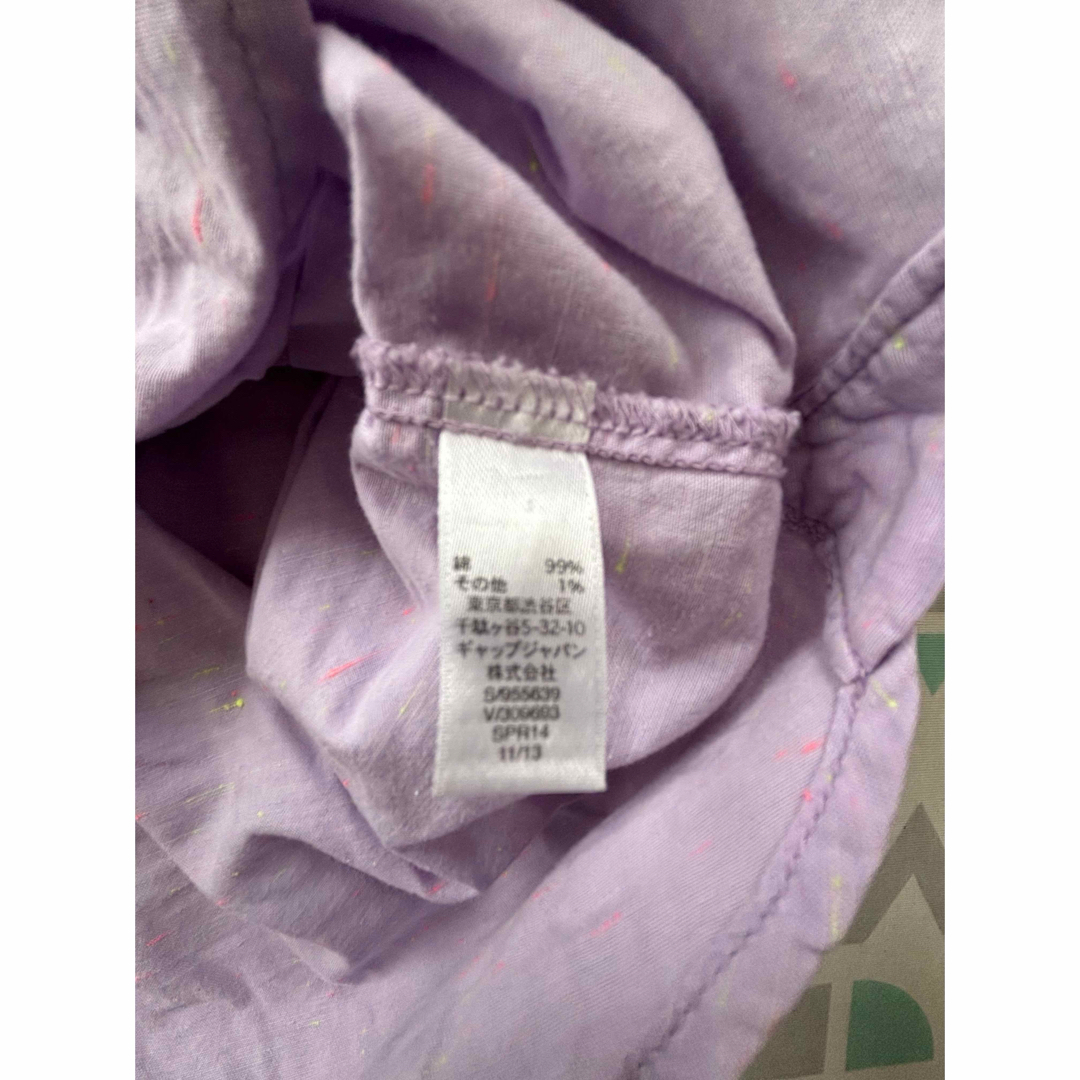 綿 99%
その他 1%
東京都渋谷区
千駄ヶ谷5-32-10
ギャップジャパン
株式会社
S/955639
V/309693
SPR14
11/13